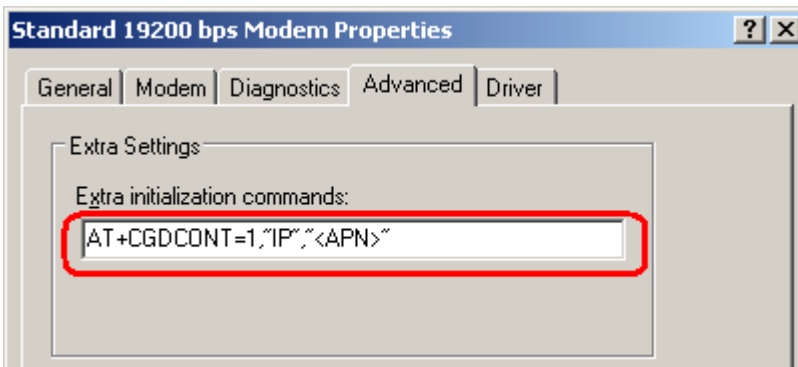 Standard 19200 bps Modem Properties
General Modem Diagnostics Advanced Driver
Extra Settings
Extra initialization commands:
AT+CGDCONT=1,"IP","<APN>"